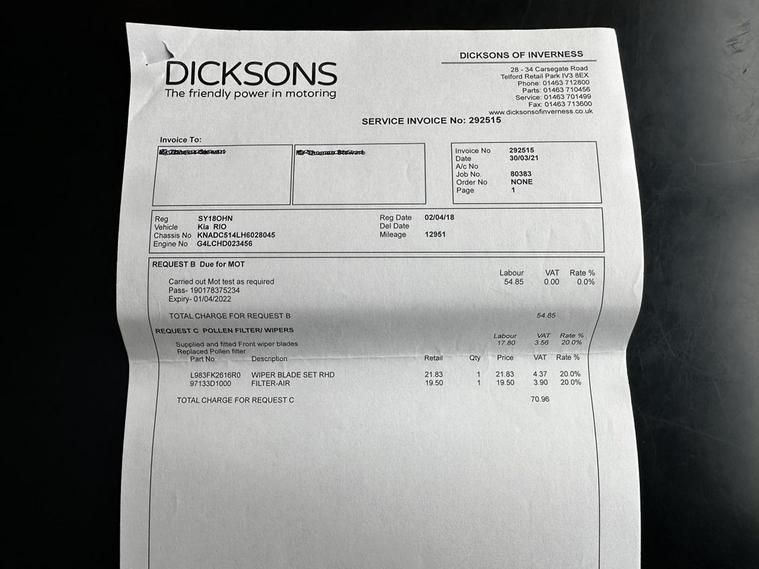 DICKSONS
The friendly power in motoring
DICKSONS OF INVERNESS
28 - 34 Carsegate Road
Telford Retail Park IV3 8EX
Phone: 01463 712800
Parts: 01463 710456
Service: 01463 701499
Fax: 01463 713600
www.dicksonsofinverness.co.uk
SERVICE INVOICE No: 292515
Invoice To:
Invoice No 292515
Date 30/03/21
A/c No
Job No. 80383
Order No NONE
Page 1
Reg SY18OHN Reg Date 02/04/18
Vehicle Kia RIO Del Date
Chassis No KNADC514LH6028045 Mileage 12951
Engine No G4LCHD023456
REQUEST B Due for MOT
Labour VAT Rate %
Carried out Mot test as required 54.85 0.00 0.0%
Pass- 190178375234
Expiry- 01/04/2022
TOTAL CHARGE FOR REQUEST B 54.85
REQUEST C POLLEN FILTER/ WIPERS
Labour VAT Rate %
Supplied and fitted Front wiper blades 17.80 3.56 20.0%
Replaced Pollen filter
Part No Description Retail Qty Price VAT Rate %
L983FK2616R0 WIPER BLADE SET RHD 21.83 1 21.83 4.37 20.0%
97133D1000 FILTER-AIR 19.50 1 19.50 3.90 20.0%
TOTAL CHARGE FOR REQUEST C 70.96